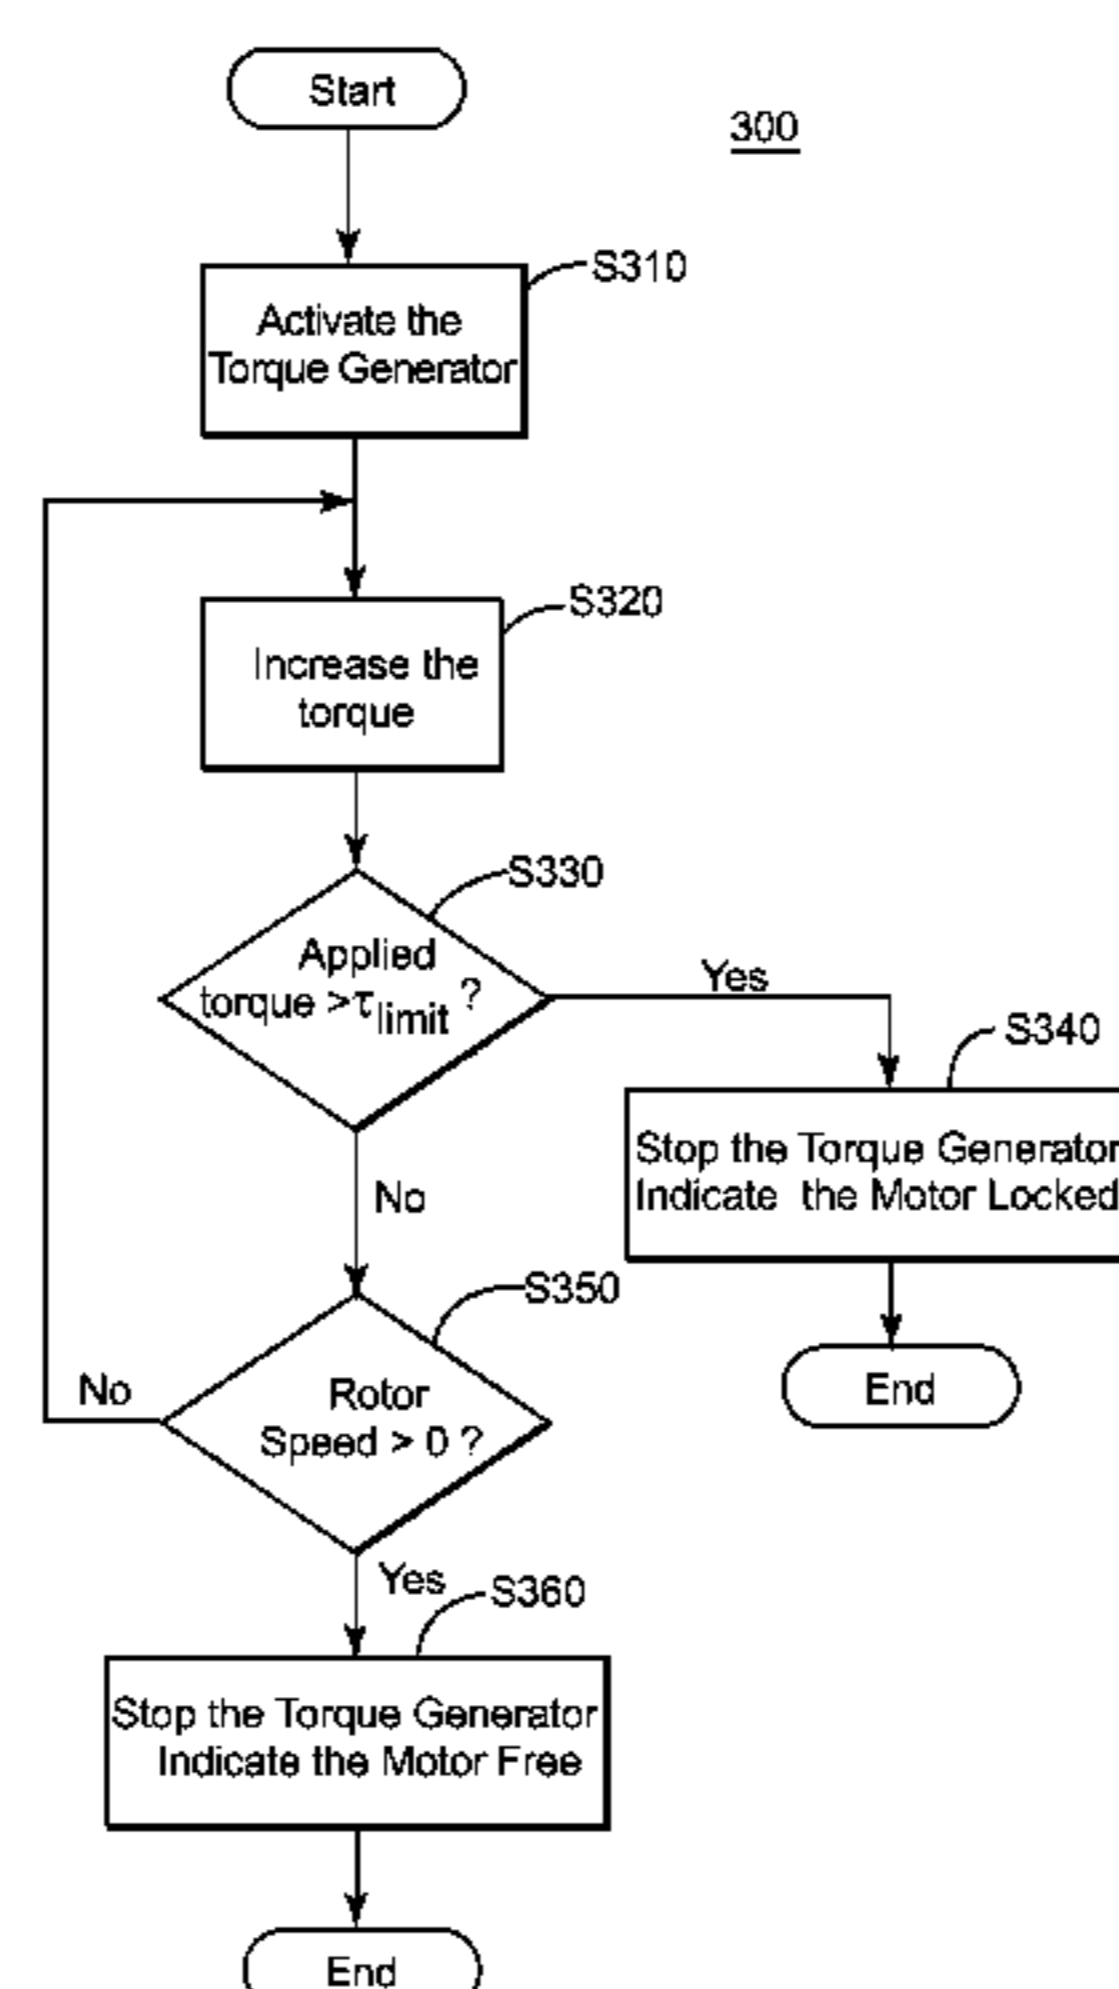 Start
300
S310
Activate the
Torque Generator
S320
Increase the
torque
S330
Applied
torque >τlimit ?
Yes
S340
Stop the Torque Generator
Indicate the Motor Locked
No
S350
End
No
Rotor
Speed > 0 ?
Yes
S360
Stop the Torque Generator
Indicate the Motor Free
End